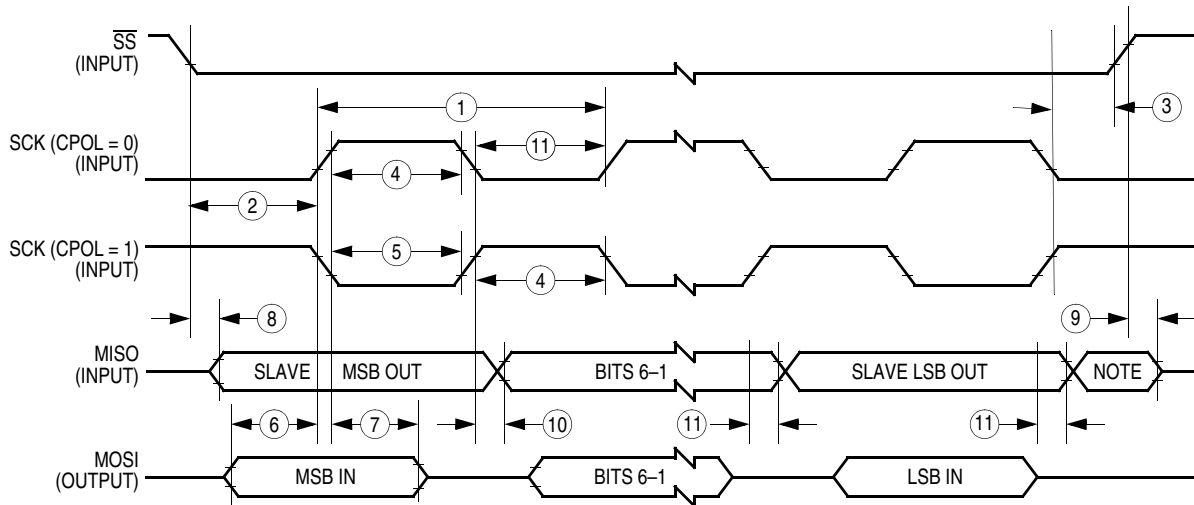 SS
(INPUT)
1
3
SCK (CPOL = 0)
(INPUT)
11
4
2
SCK (CPOL = 1)
(INPUT)
5
4
8
9
MISO
(INPUT)
SLAVE MSB OUT
BITS 6–1
SLAVE LSB OUT
NOTE
6
7
10
11
11
MOSI
(OUTPUT)
MSB IN
BITS 6–1
LSB IN